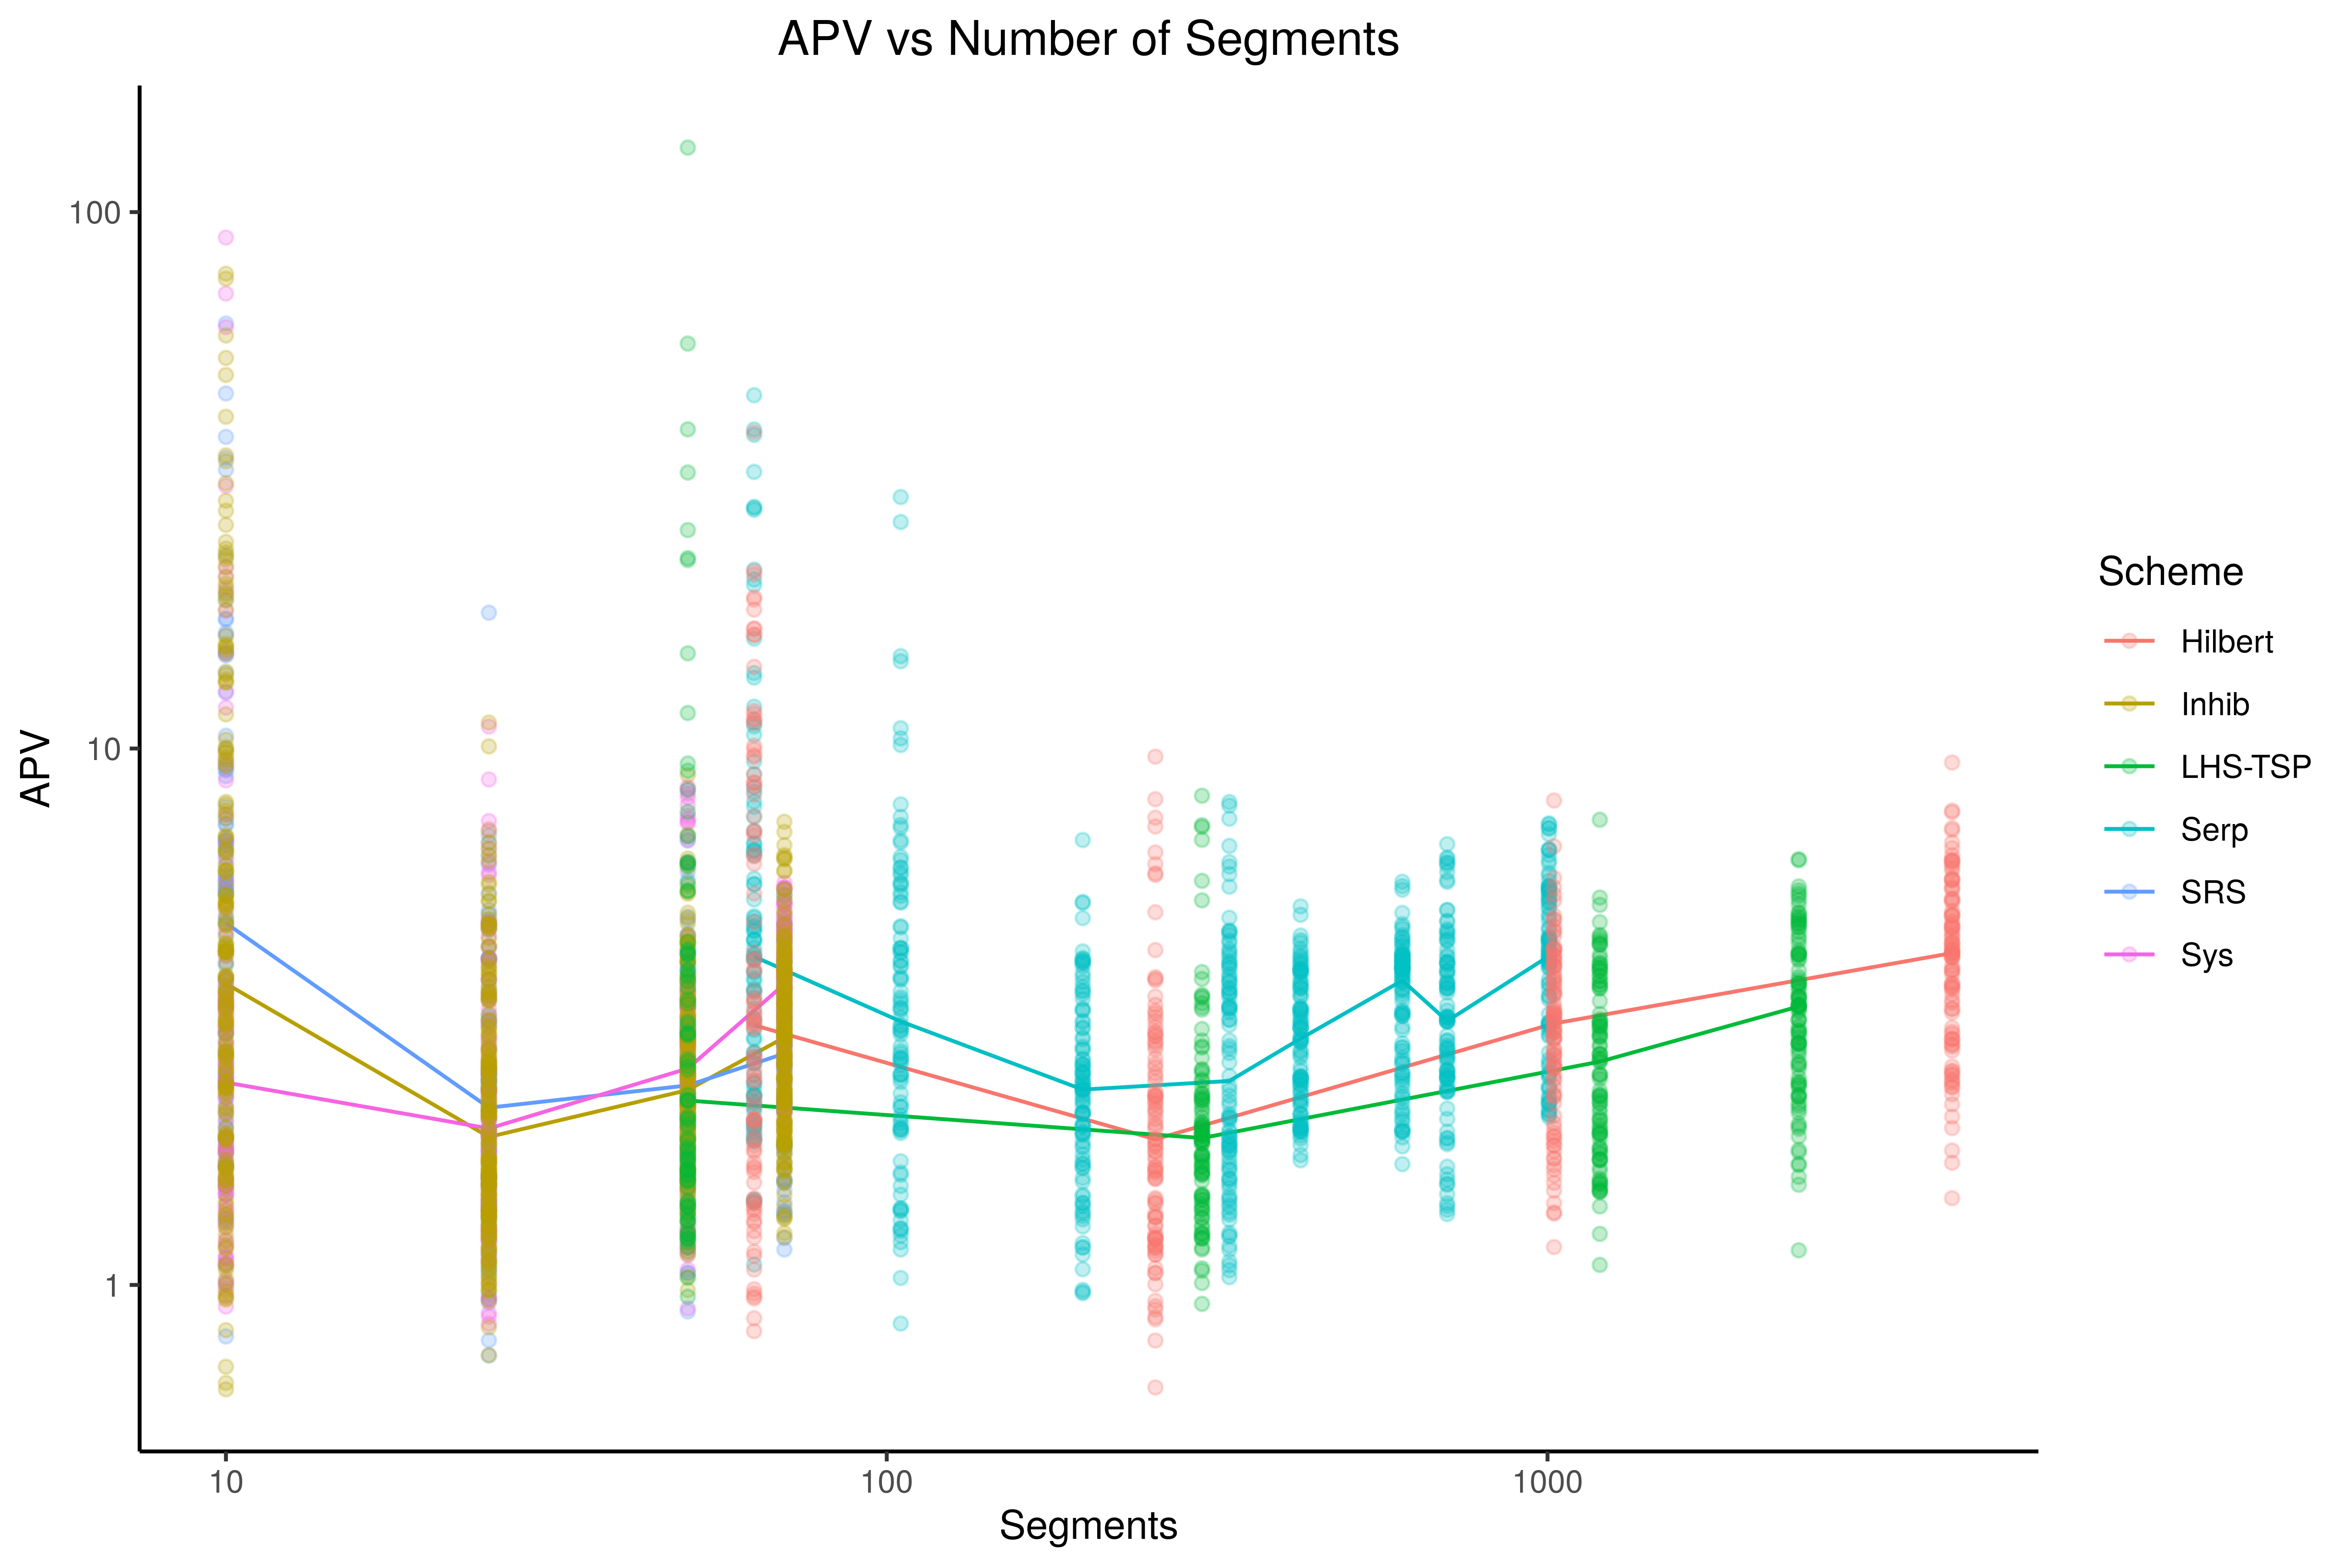 APV vs Number of Segments
100
10
1
APV
10
100
1000
Segments
Scheme
Hilbert
Inhib
LHS-TSP
Serp
SRS
Sys